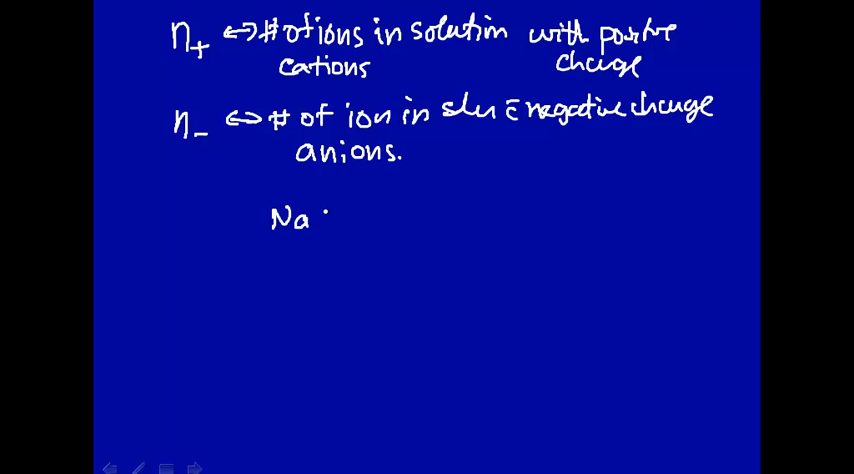 n+ ↔ # of ions in solution with positive
cations charge
n− ↔ # of ion in sln c̄ negative charge
anions.
Na